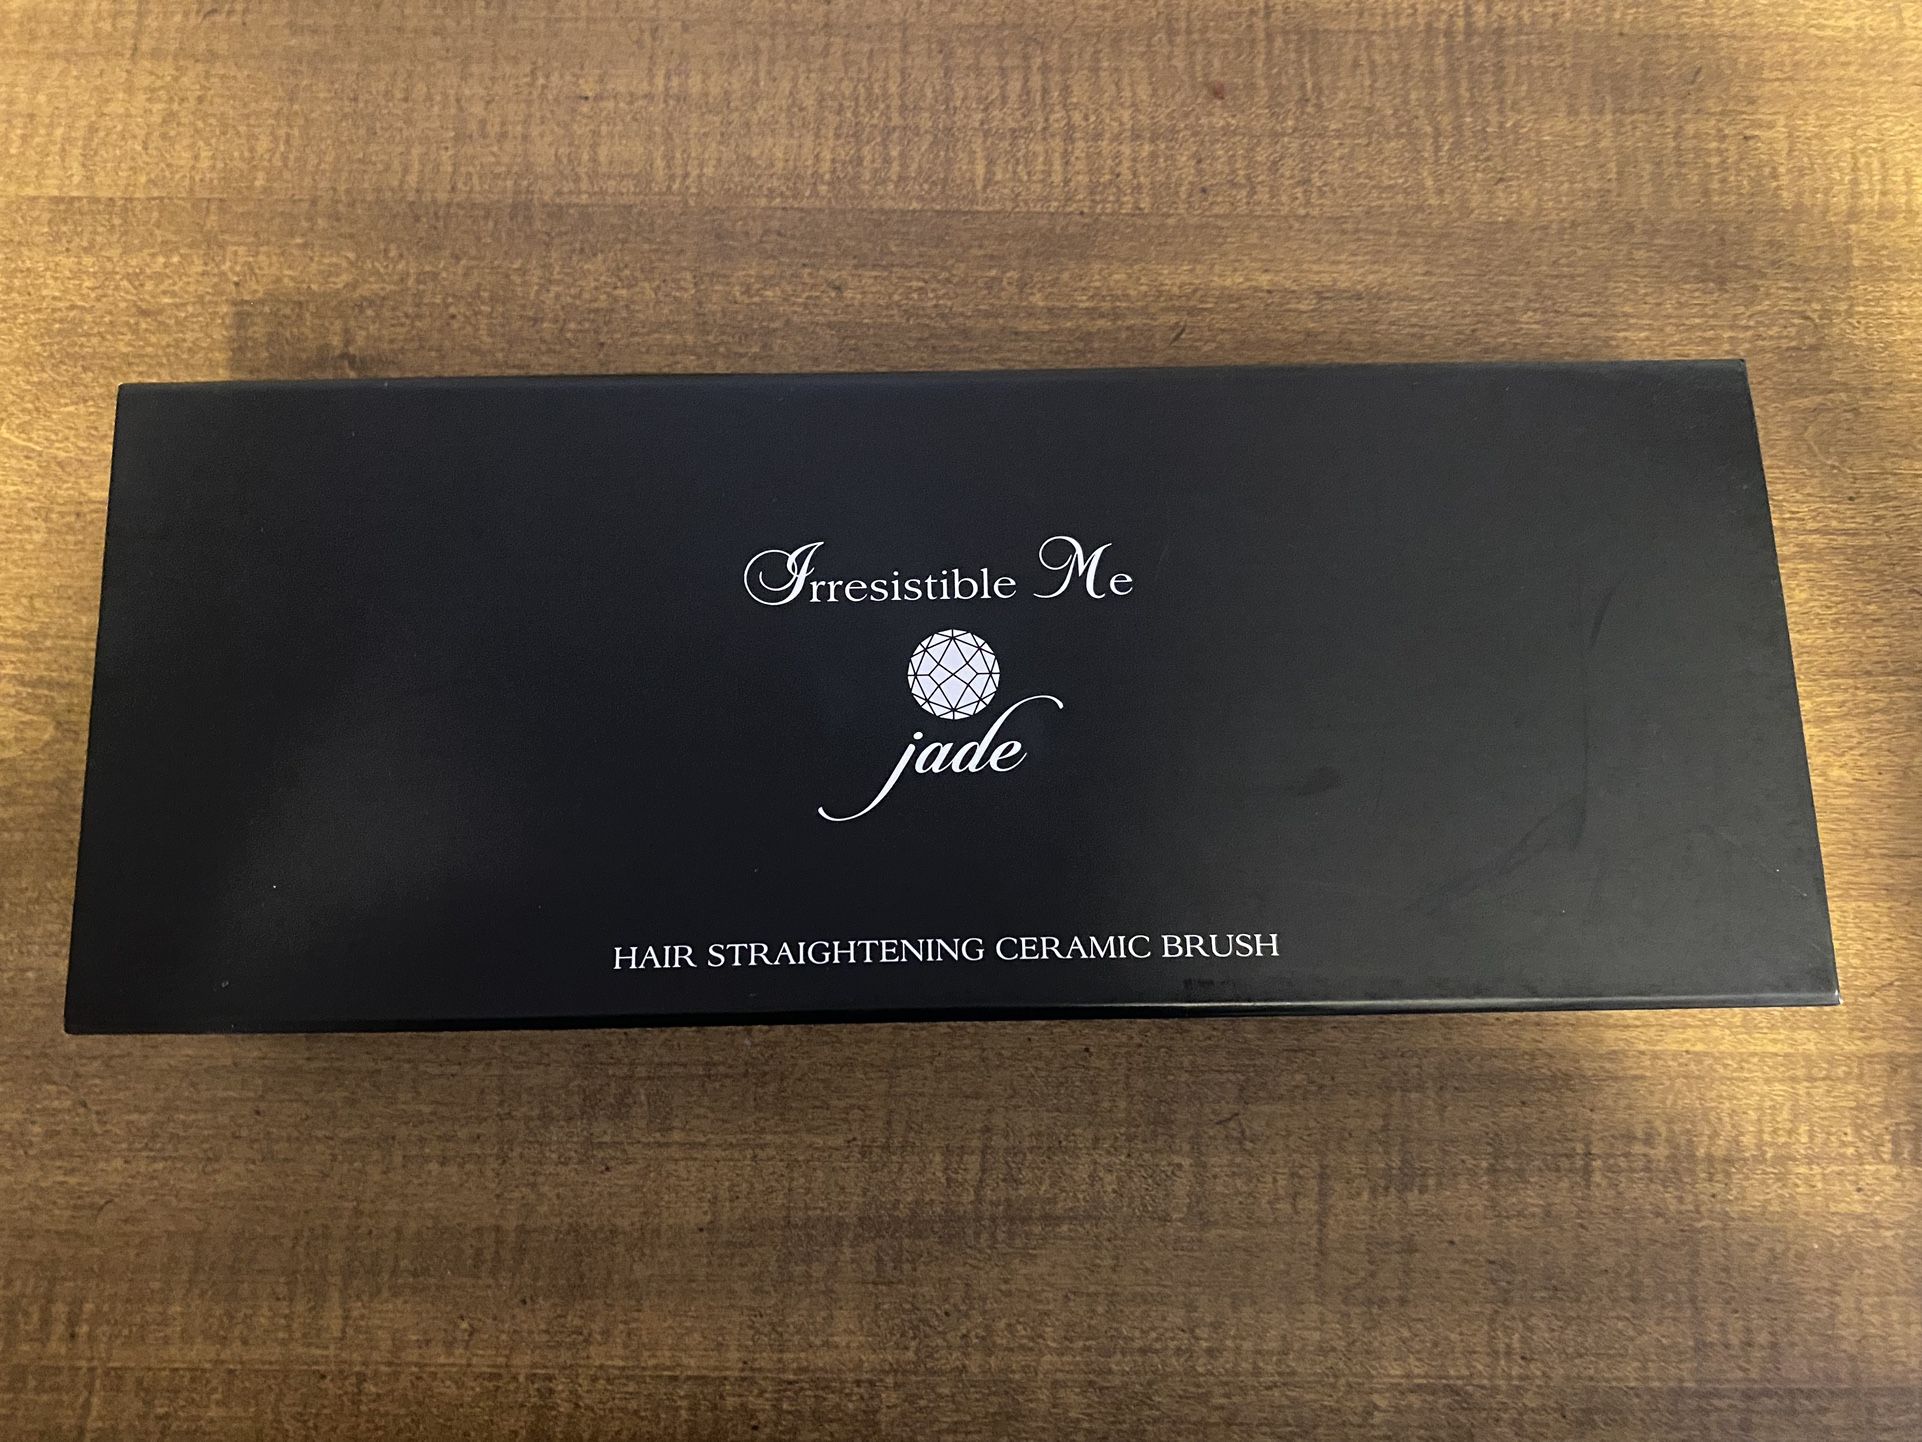 Irresistible Me
jade
HAIR STRAIGHTENING CERAMIC BRUSH